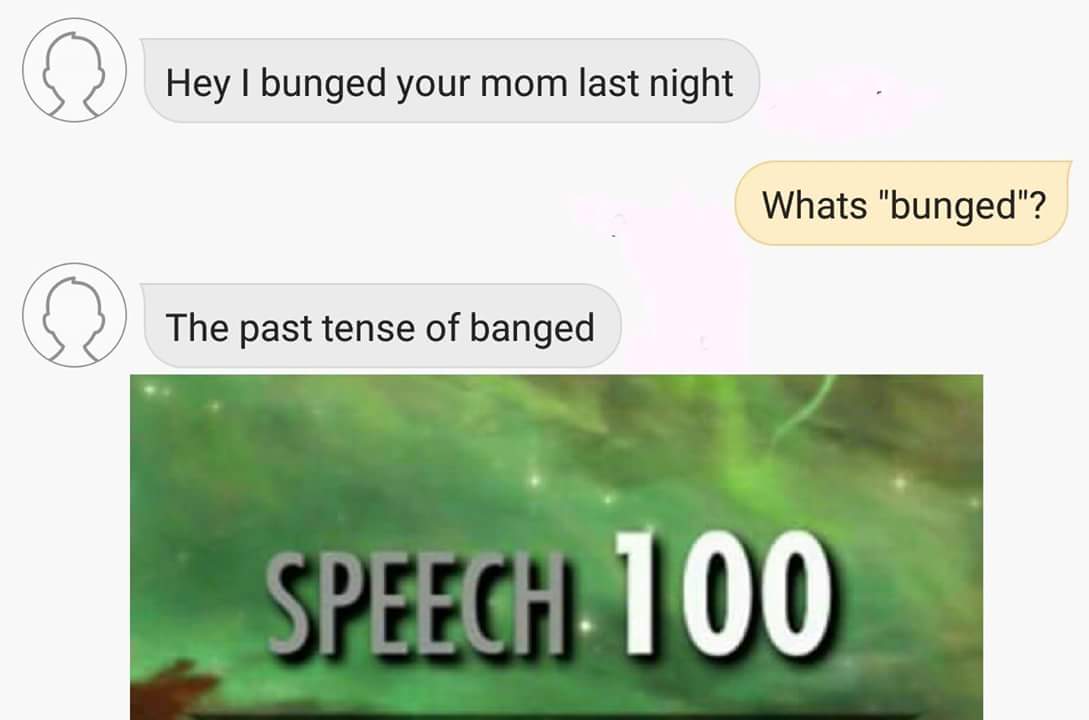 Hey I bunged your mom last night
Whats "bunged"?
The past tense of banged
SPEECH 100